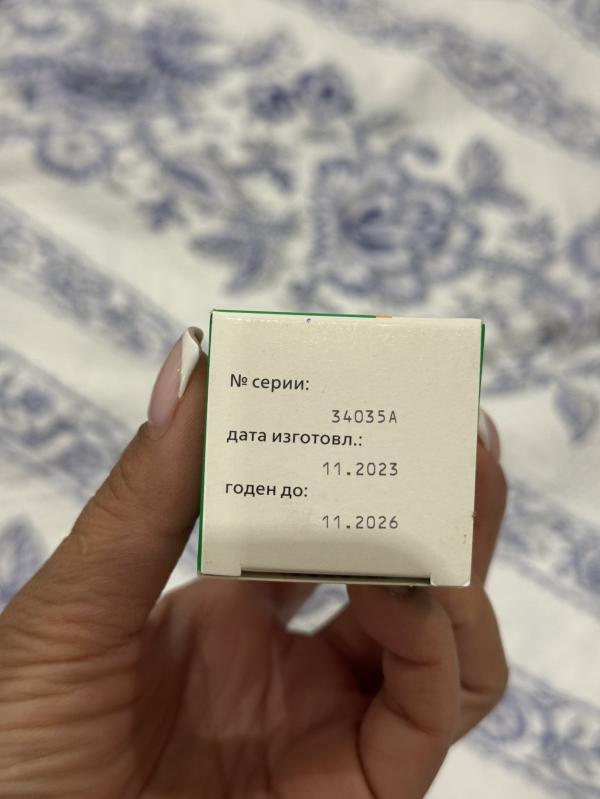 № серии:
34035A
дата изготовл.:
11.2023
годен до:
11.2026